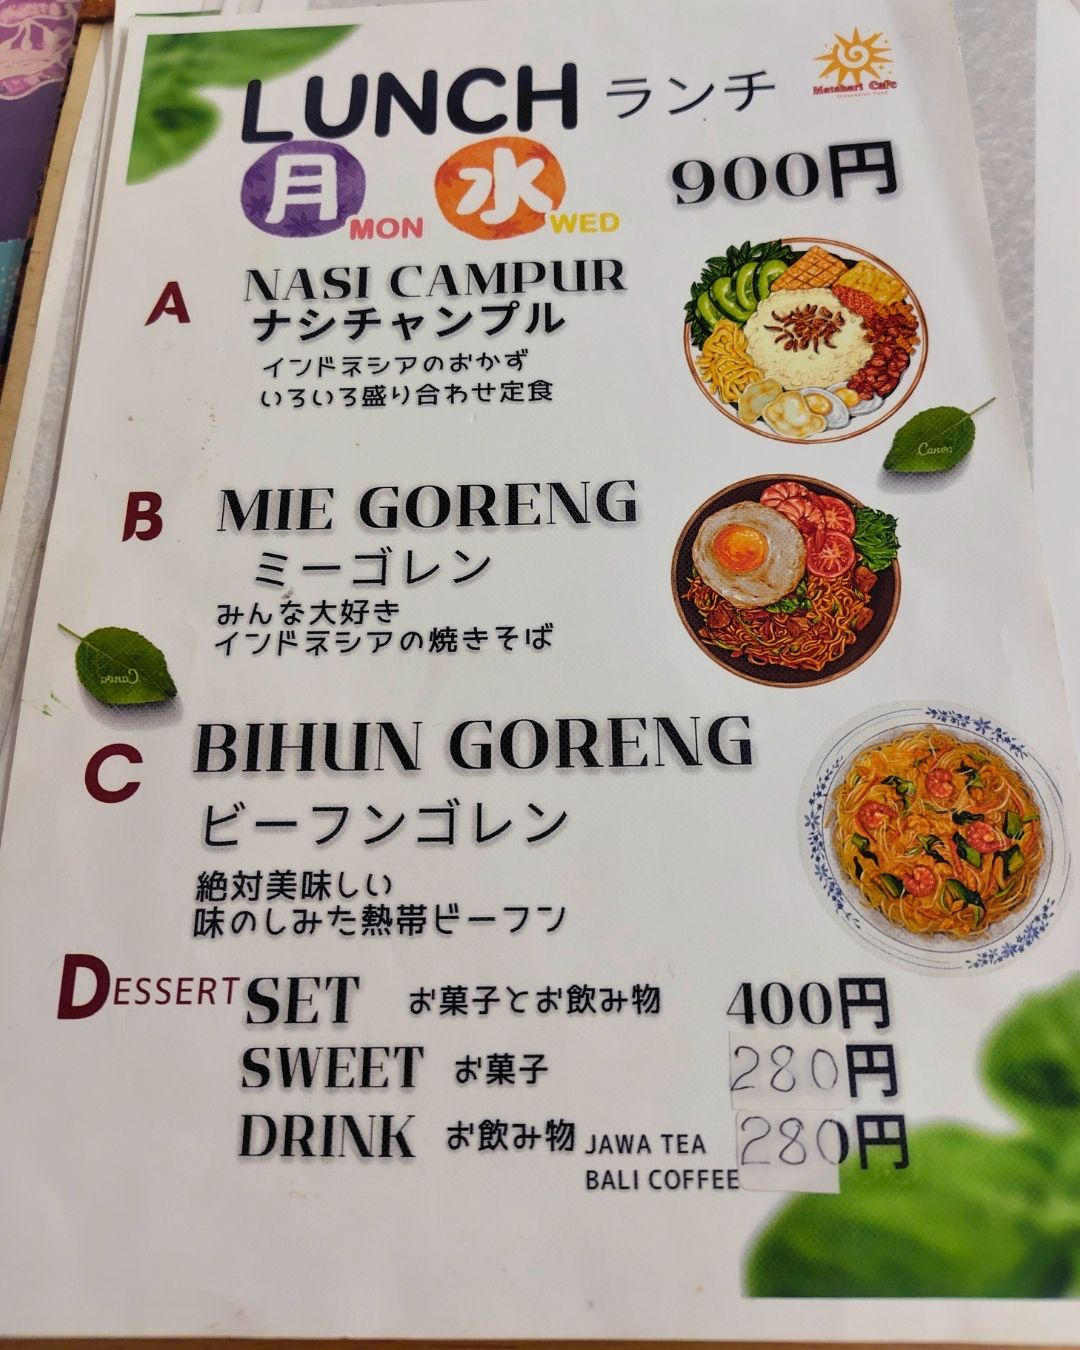 LUNCH ランチ
Matahari Cafe
月 MON 水 WED 900円
A NASI CAMPUR
ナシチャンプル
インドネシアのおかず
いろいろ盛り合わせ定食
Canva
B MIE GORENG
ミーゴレン
みんな大好き
インドネシアの焼きそば
Canva
C BIHUN GORENG
ビーフンゴレン
絶対美味しい
味のしみた熱帯ビーフン
DESSERT SET お菓子とお飲み物 400円
SWEET お菓子 280円
DRINK お飲み物 JAWA TEA 280円
BALI COFFEE